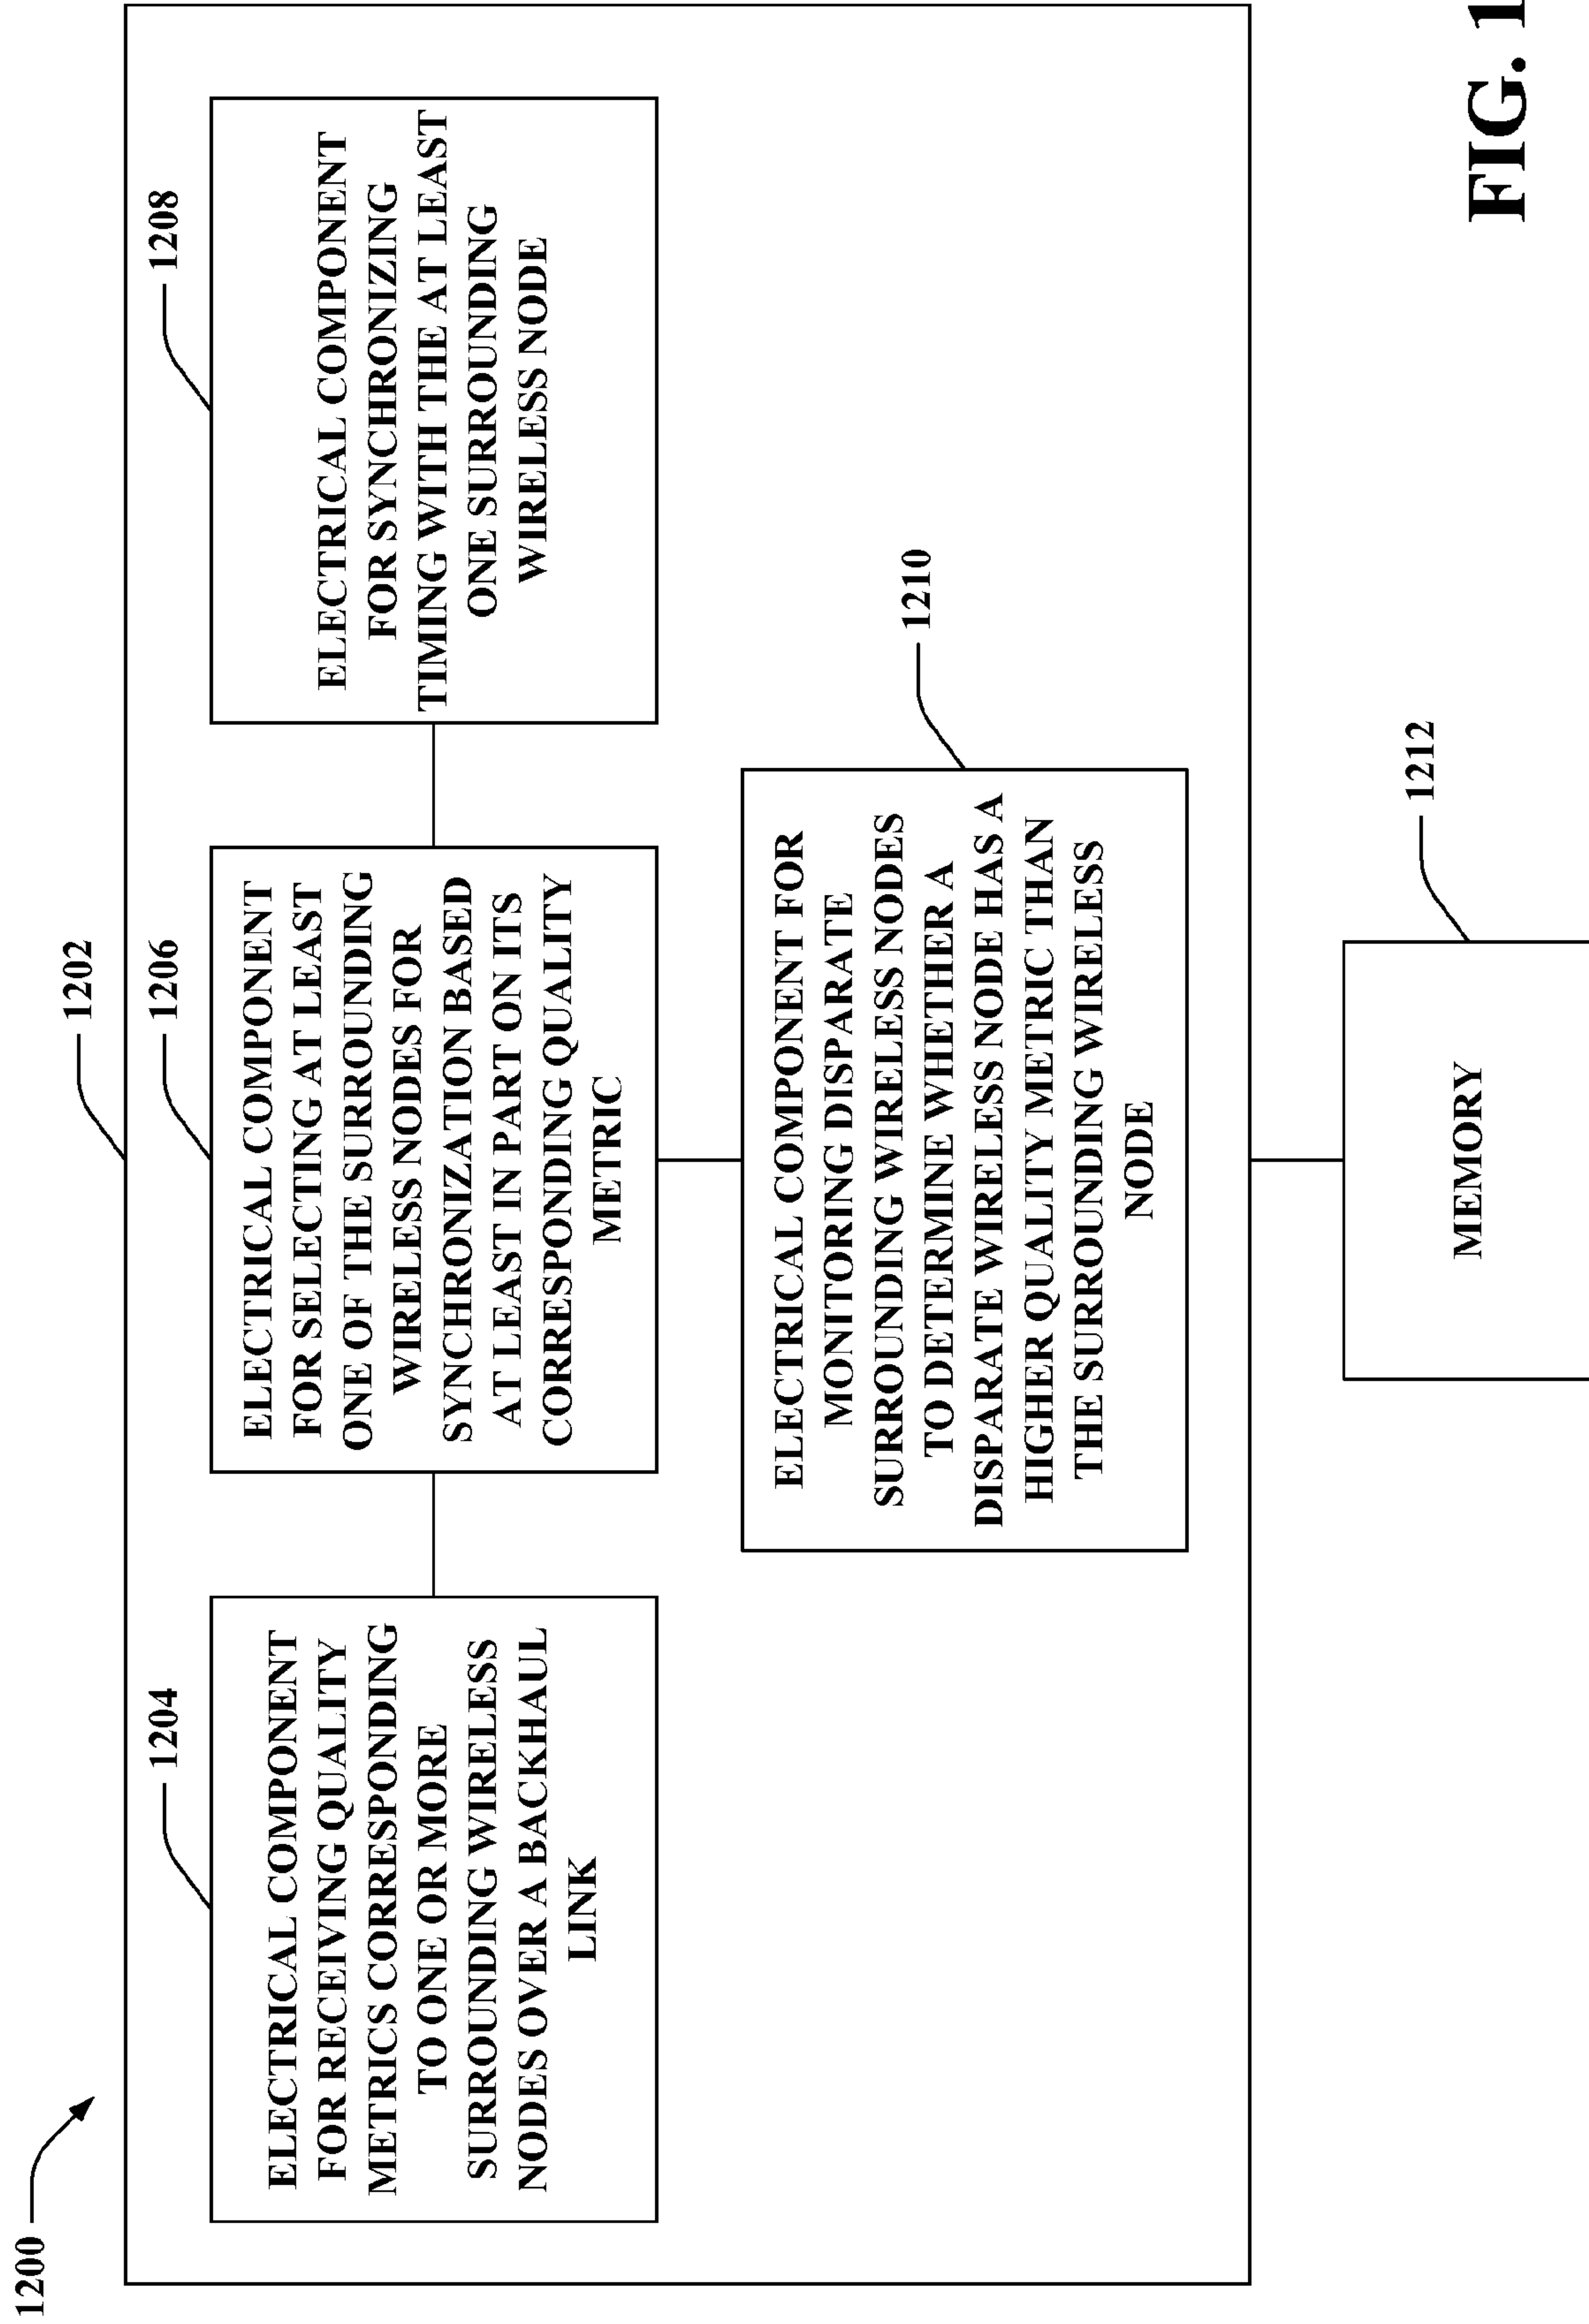 1200
1202
1204
ELECTRICAL COMPONENT
FOR RECEIVING QUALITY
METRICS CORRESPONDING
TO ONE OR MORE
SURROUNDING WIRELESS
NODES OVER A BACKHAUL
LINK
1206
ELECTRICAL COMPONENT
FOR SELECTING AT LEAST
ONE OF THE SURROUNDING
WIRELESS NODES FOR
SYNCHRONIZATION BASED
AT LEAST IN PART ON ITS
CORRESPONDING QUALITY
METRIC
1208
ELECTRICAL COMPONENT
FOR SYNCHRONIZING
TIMING WITH THE AT LEAST
ONE SURROUNDING
WIRELESS NODE
1210
ELECTRICAL COMPONENT FOR
MONITORING DISPARATE
SURROUNDING WIRELESS NODES
TO DETERMINE WHETHER A
DISPARATE WIRELESS NODE HAS A
HIGHER QUALITY METRIC THAN
THE SURROUNDING WIRELESS
NODE
1212
MEMORY
FIG. 1